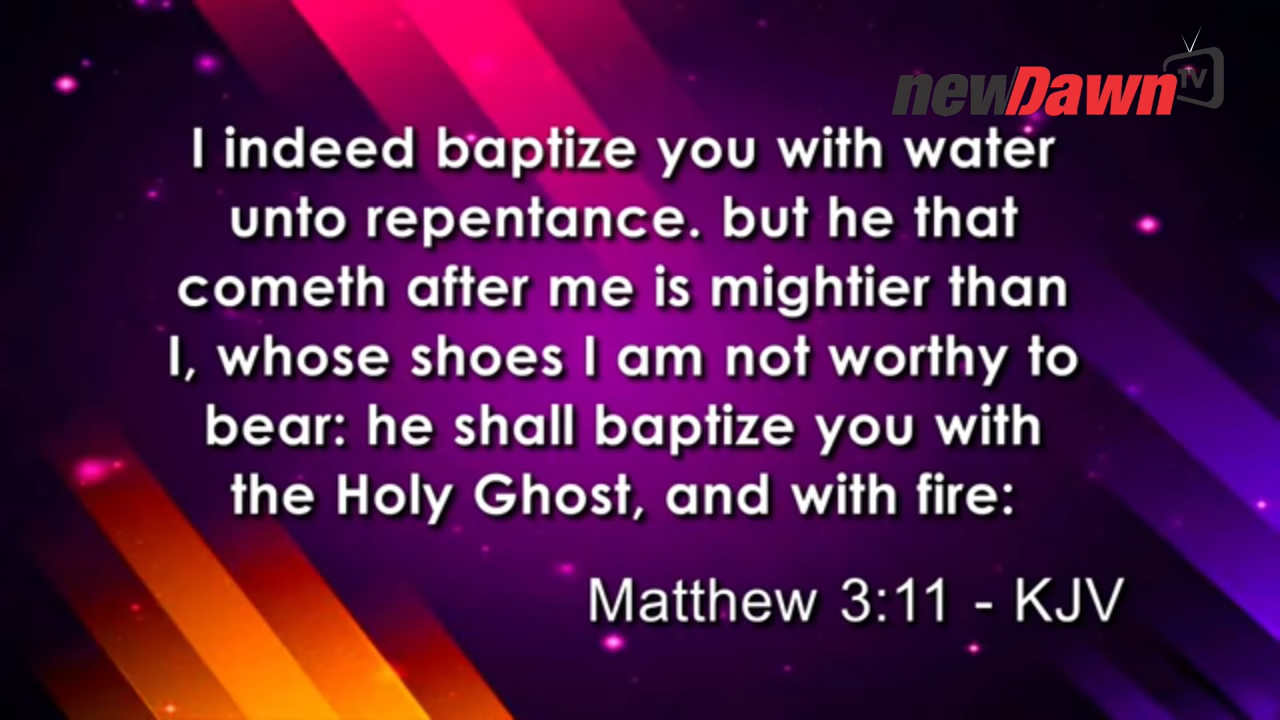 newDawn TV
I indeed baptize you with water
unto repentance. but he that
cometh after me is mightier than
I, whose shoes I am not worthy to
bear: he shall baptize you with
the Holy Ghost, and with fire:
Matthew 3:11 - KJV